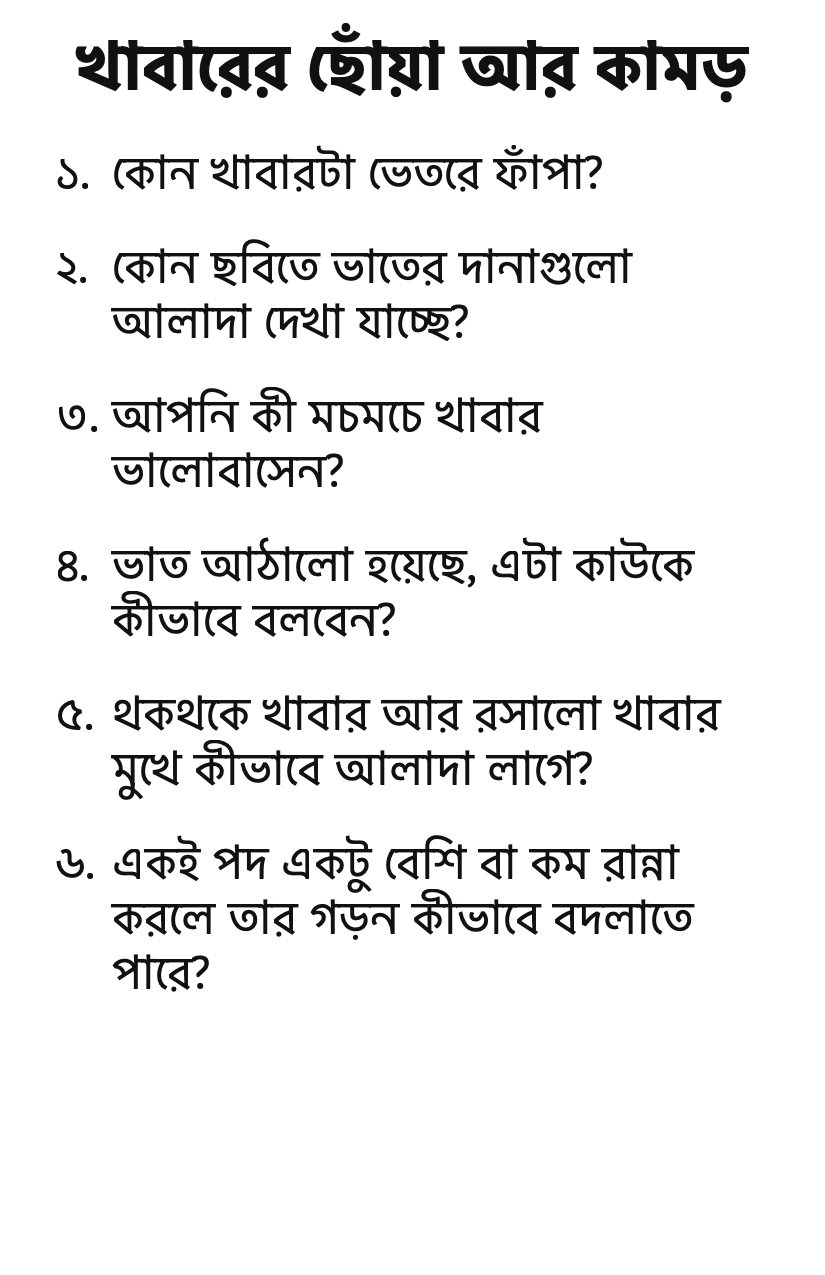 খাবারের ছোঁয়া আর কামড়
১. কোন খাবারটা ভেতরে ফাঁপা?
২. কোন ছবিতে ভাতের দানাগুলো
আলাদা দেখা যাচ্ছে?
৩. আপনি কী মচমচে খাবার
ভালোবাসেন?
৪. ভাত আঠালো হয়েছে, এটা কাউকে
কীভাবে বলবেন?
৫. থকথকে খাবার আর রসালো খাবার
মুখে কীভাবে আলাদা লাগে?
৬. একই পদ একটু বেশি বা কম রান্না
করলে তার গড়ন কীভাবে বদলাতে
পারে?